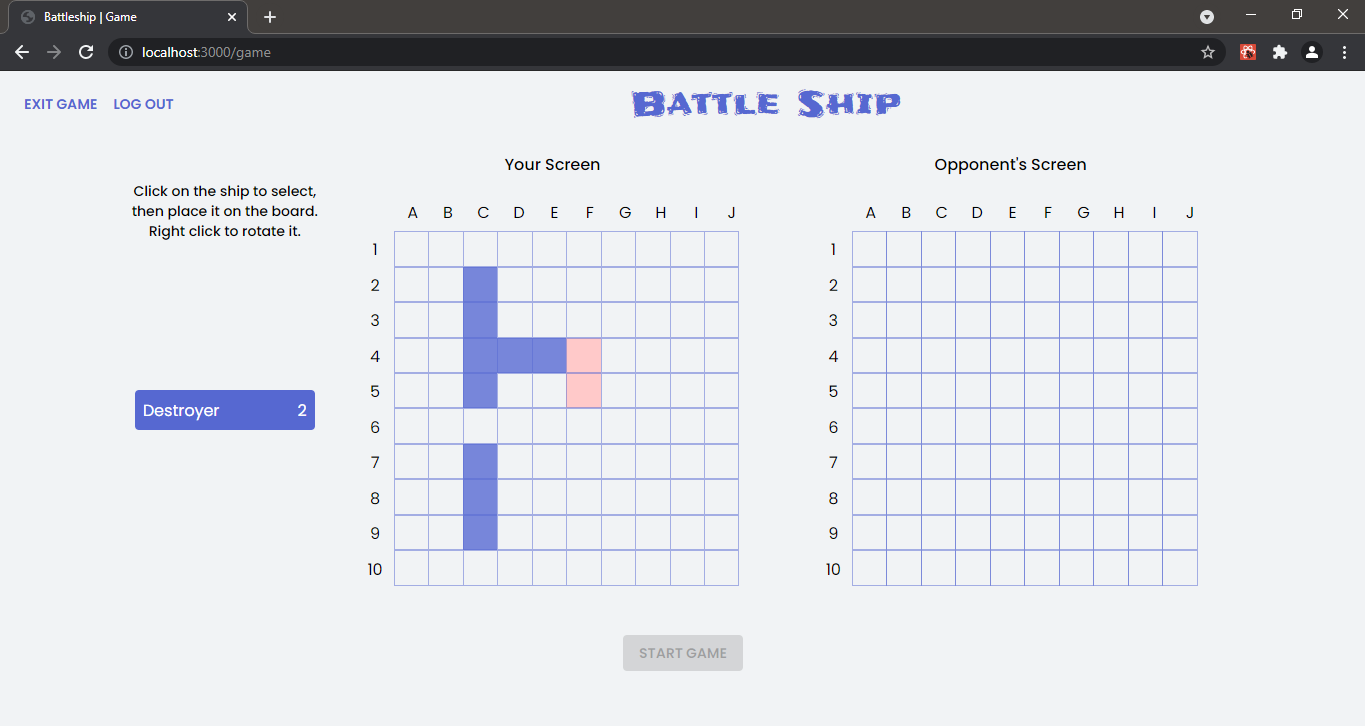 Battleship | Game
localhost:3000/game
EXIT GAME LOG OUT
Battle Ship
Click on the ship to select,
then place it on the board.
Right click to rotate it.
Destroyer 2
Your Screen
A B C D E F G H I J
1
2
3
4
5
6
7
8
9
10
Opponent's Screen
A B C D E F G H I J
1
2
3
4
5
6
7
8
9
10
START GAME